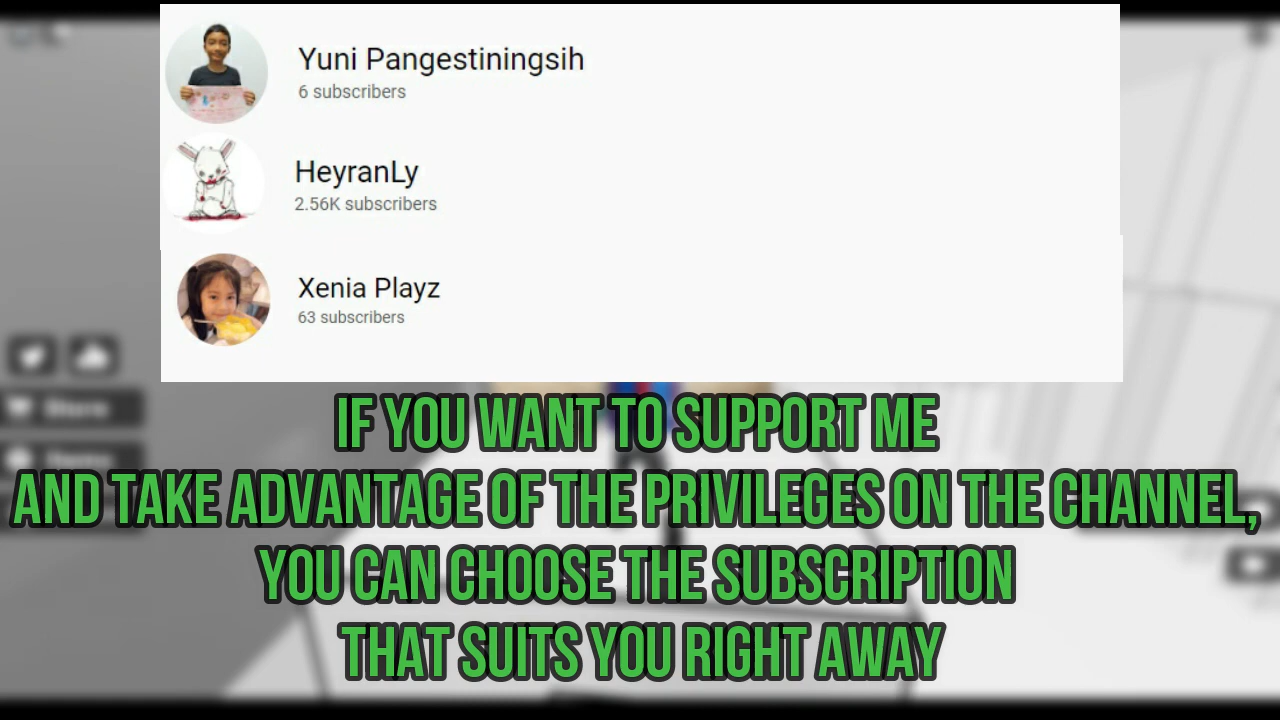 Yuni Pangestiningsih
6 subscribers
HeyranLy
2.56K subscribers
Xenia Playz
63 subscribers
Store
IF YOU WANT TO SUPPORT ME
AND TAKE ADVANTAGE OF THE PRIVILEGES ON THE CHANNEL,
YOU CAN CHOOSE THE SUBSCRIPTION
THAT SUITS YOU RIGHT AWAY